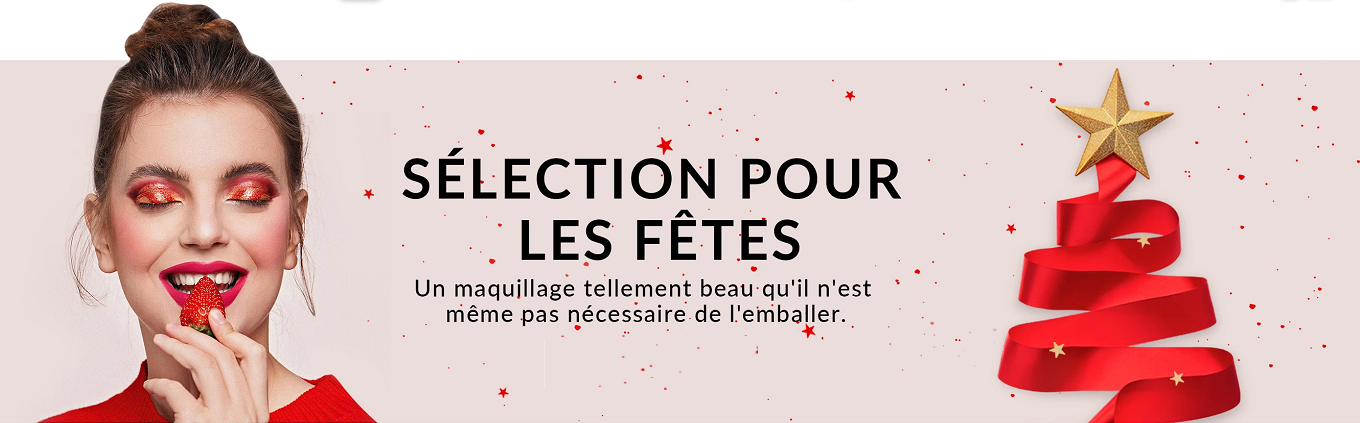 SÉLECTION POUR
LES FÊTES
Un maquillage tellement beau qu'il n'est
même pas nécessaire de l'emballer.